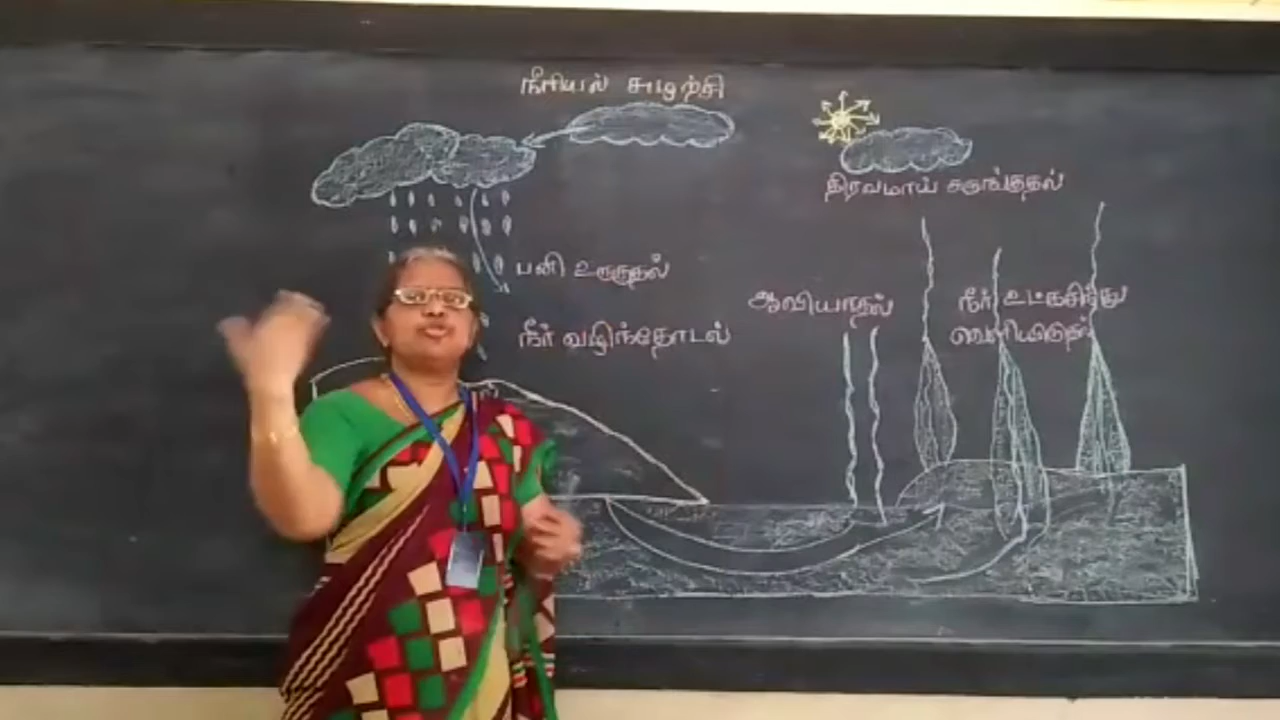 நீரியல் சுழற்சி
திரவமாய் சுருங்குதல்
பனி உருகுதல்
ஆவியாதல்
நீர் உட்கசிந்து
வெளியிடுதல்
நீர் வழிந்தோடல்